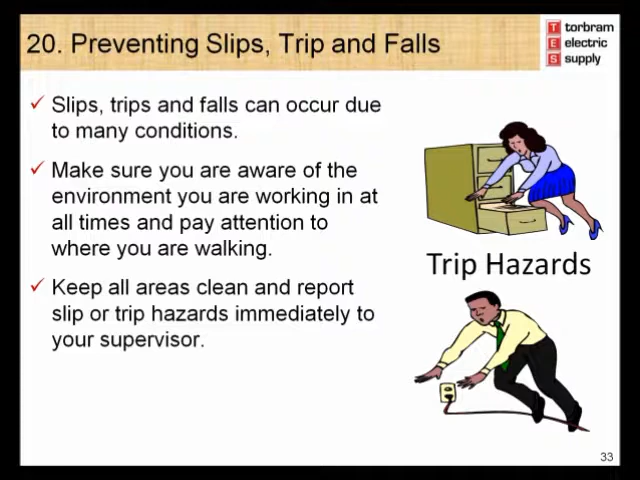 20. Preventing Slips, Trip and Falls
T torbram
E electric
S supply
✓ Slips, trips and falls can occur due
to many conditions.
✓ Make sure you are aware of the
environment you are working in at
all times and pay attention to
where you are walking.
✓ Keep all areas clean and report
slip or trip hazards immediately to
your supervisor.
Trip Hazards
33